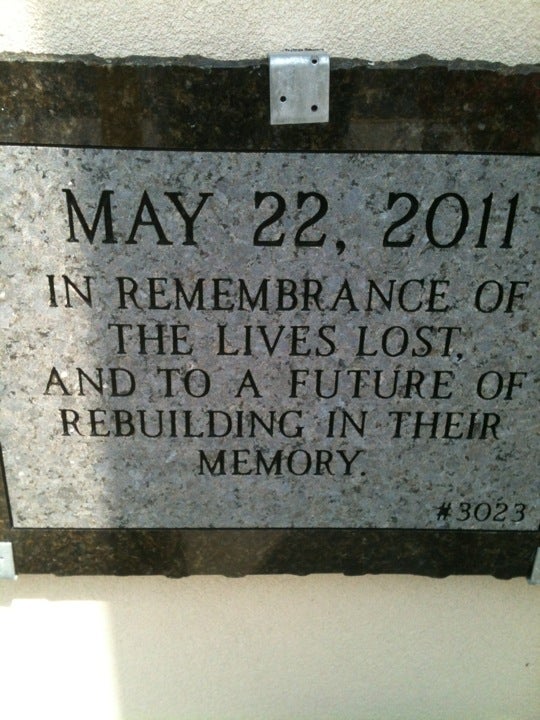 MAY 22, 2011
IN REMEMBRANCE OF
THE LIVES LOST,
AND TO A FUTURE OF
REBUILDING IN THEIR
MEMORY.
#3023